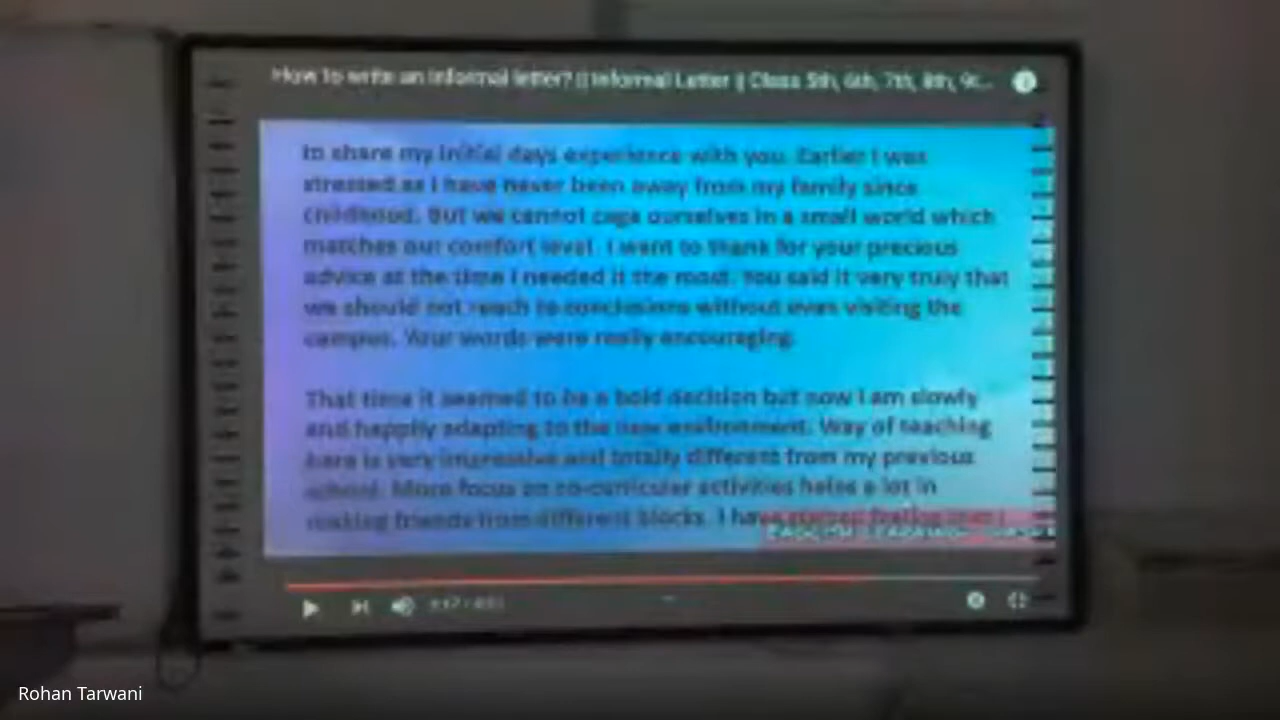 How to write an informal letter? || Informal Letter || Class 5th, 6th, 7th, 8th, 9t...
to share my initial days experience with you. Earlier I was
stressed as I have never been away from my family since
childhood. But we cannot cage ourselves in a small world which
matches our comfort level. I want to thank for your precious
advice at the time I needed it the most. You said it very truly that
we should not reach to conclusions without even visiting the
campus. Your words were really encouraging.
That time it seemed to be a bold decision but now I am slowly
and happily adapting to the new environment. Way of teaching
here is very impressive and totally different from my previous
school. More focus on co-curricular activities helps a lot in
making friends from different blocks. I have started feeling
Rohan Tarwani